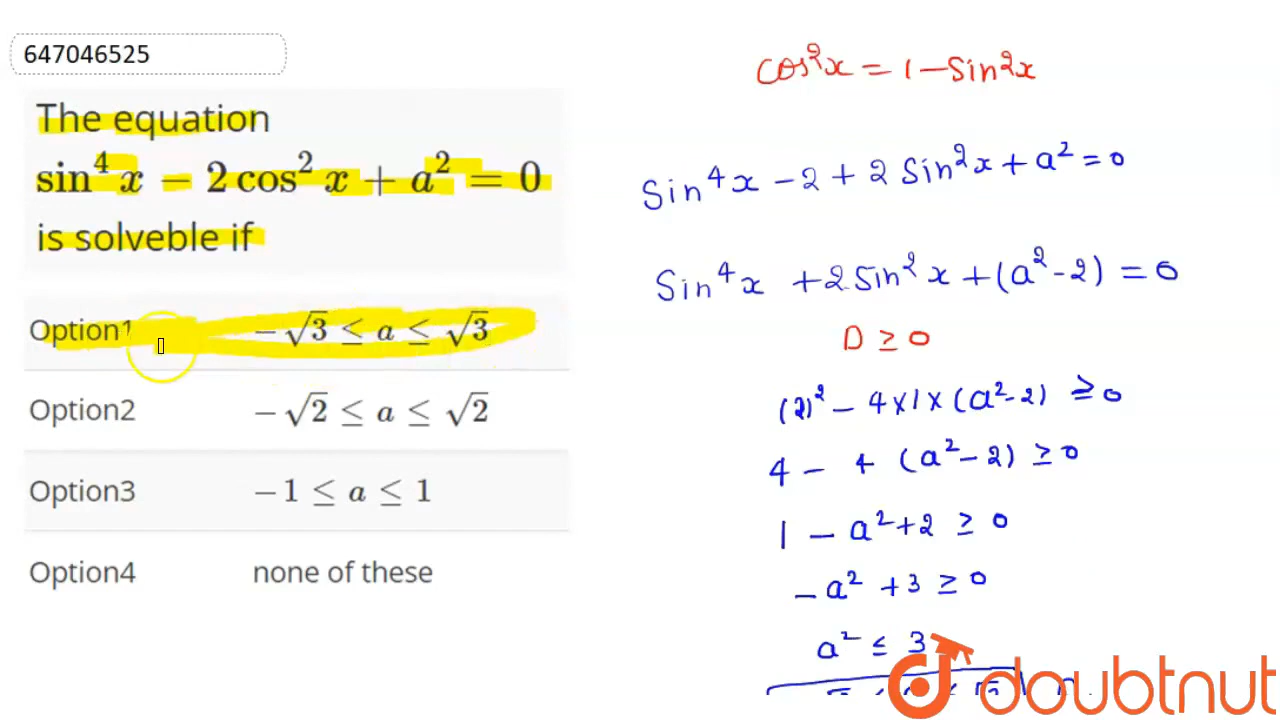 647046525
The equation
sin⁴ x − 2 cos² x + a² = 0
is solveble if
Option1 − √3 ≤ a ≤ √3
Option2 − √2 ≤ a ≤ √2
Option3 − 1 ≤ a ≤ 1
Option4 none of these
cos²x = 1 − sin²x
Sin⁴x − 2 + 2 Sin²x + a² = 0
Sin⁴x + 2 Sin²x + (a² − 2) = 0
D ≥ 0
(2)² − 4 × 1 × (a² − 2) ≥ 0
4 − 4 (a² − 2) ≥ 0
1 − a² + 2 ≥ 0
− a² + 3 ≥ 0
a² ≤ 3
doubtnut